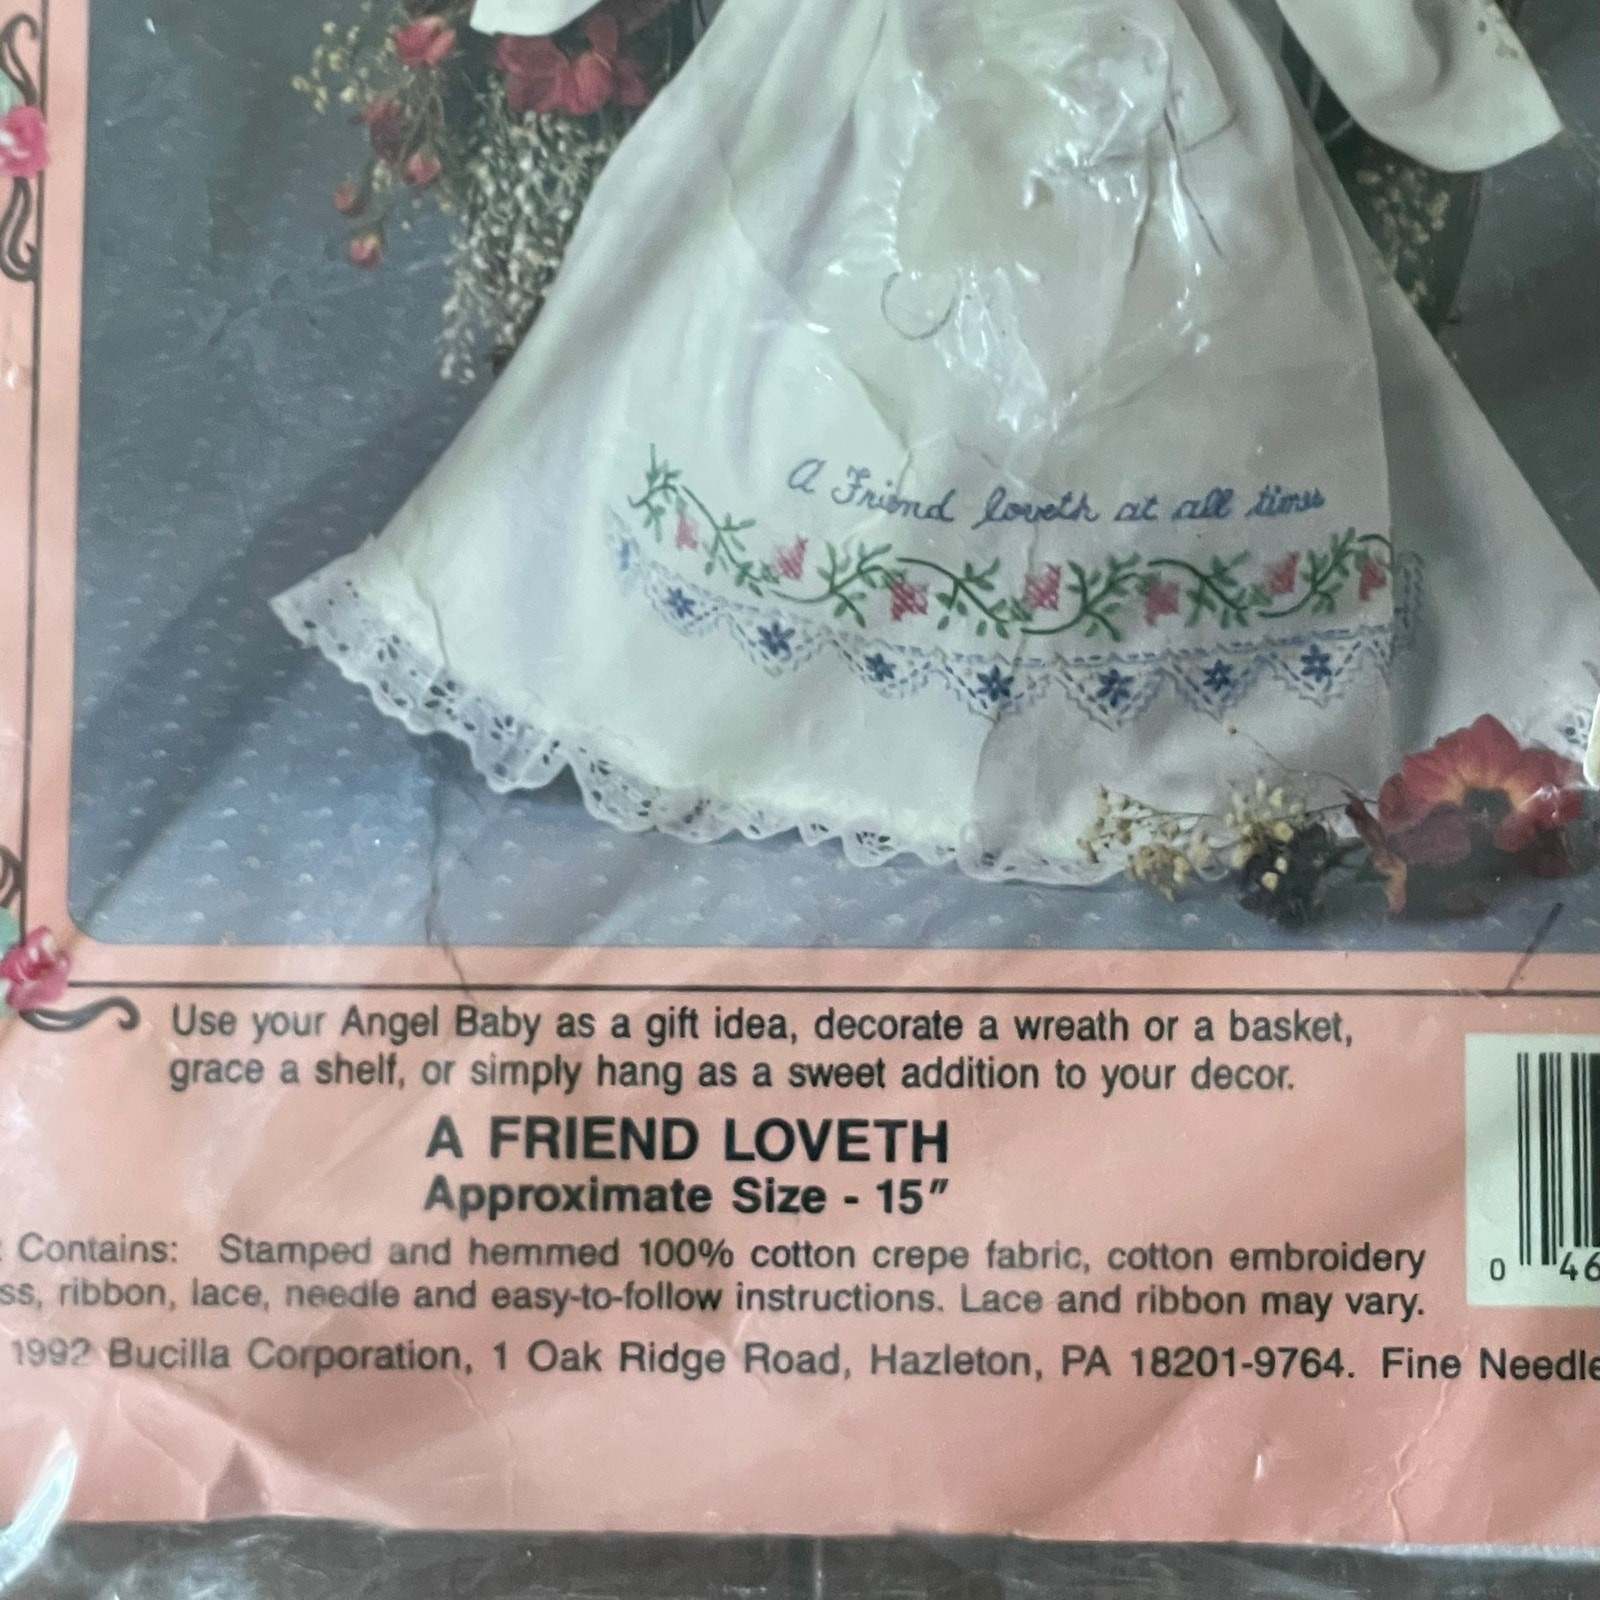 A Friend loveth at all times
Use your Angel Baby as a gift idea, decorate a wreath or a basket,
grace a shelf, or simply hang as a sweet addition to your decor.
A FRIEND LOVETH
Approximate Size - 15"
Contains: Stamped and hemmed 100% cotton crepe fabric, cotton embroidery
ss, ribbon, lace, needle and easy-to-follow instructions. Lace and ribbon may vary.
1992 Bucilla Corporation, 1 Oak Ridge Road, Hazleton, PA 18201-9764. Fine Needle
0 46